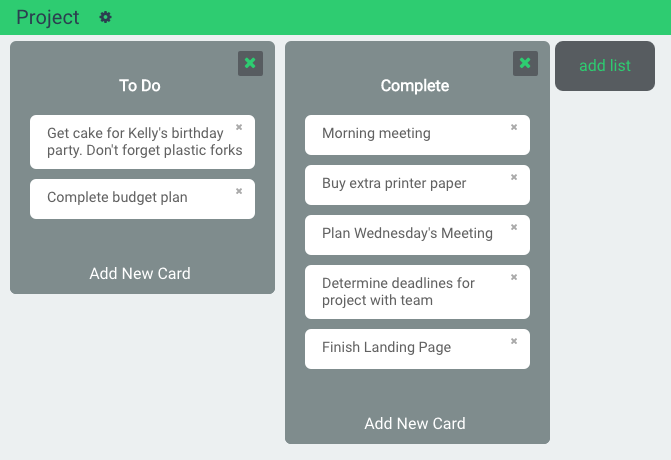 Project
To Do
Get cake for Kelly's birthday
party. Don't forget plastic forks
Complete budget plan
Add New Card
Complete
Morning meeting
Buy extra printer paper
Plan Wednesday's Meeting
Determine deadlines for
project with team
Finish Landing Page
Add New Card
add list